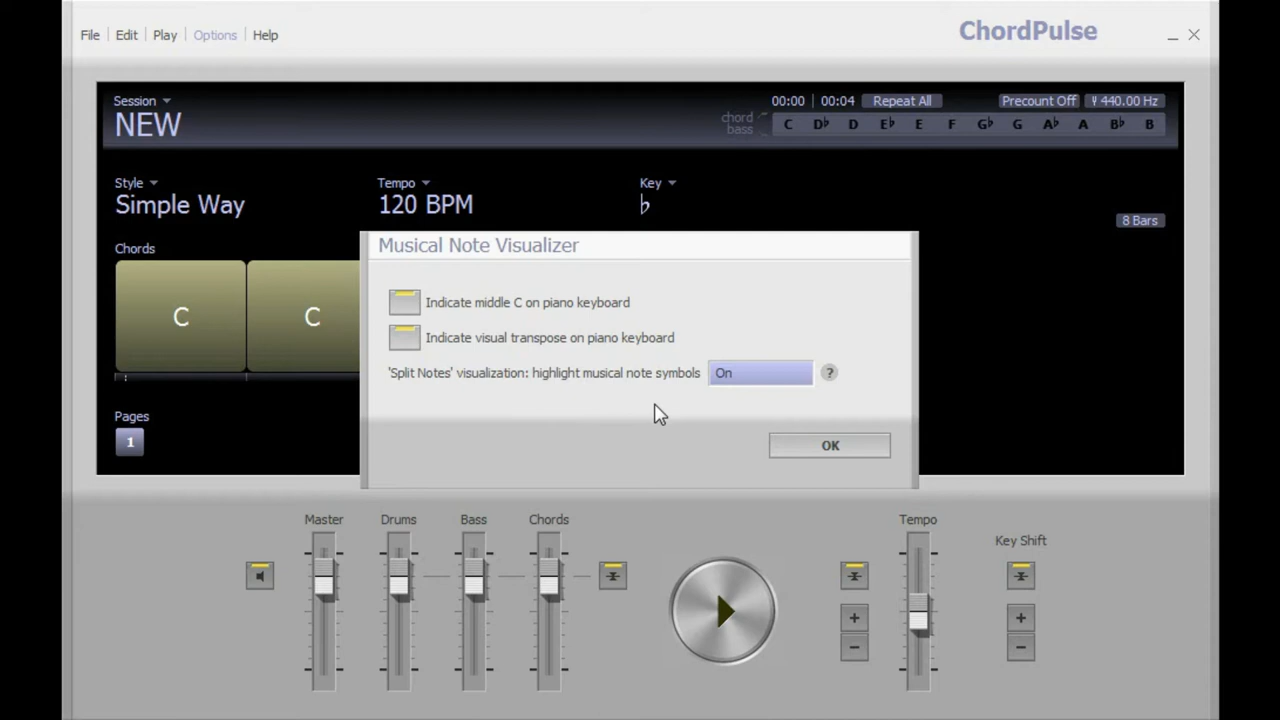 File Edit Play Options Help
ChordPulse
Session
NEW
00:00 00:04 Repeat All Precount Off 440.00 Hz
chord
bass
C D♭ D E♭ E F G♭ G A♭ A B♭ B
Style
Simple Way
Tempo
120 BPM
Key
♭
8 Bars
Chords
C C
Musical Note Visualizer
Indicate middle C on piano keyboard
Indicate visual transpose on piano keyboard
'Split Notes' visualization: highlight musical note symbols On ?
OK
Pages
1
Master Drums Bass Chords
Tempo
Key Shift